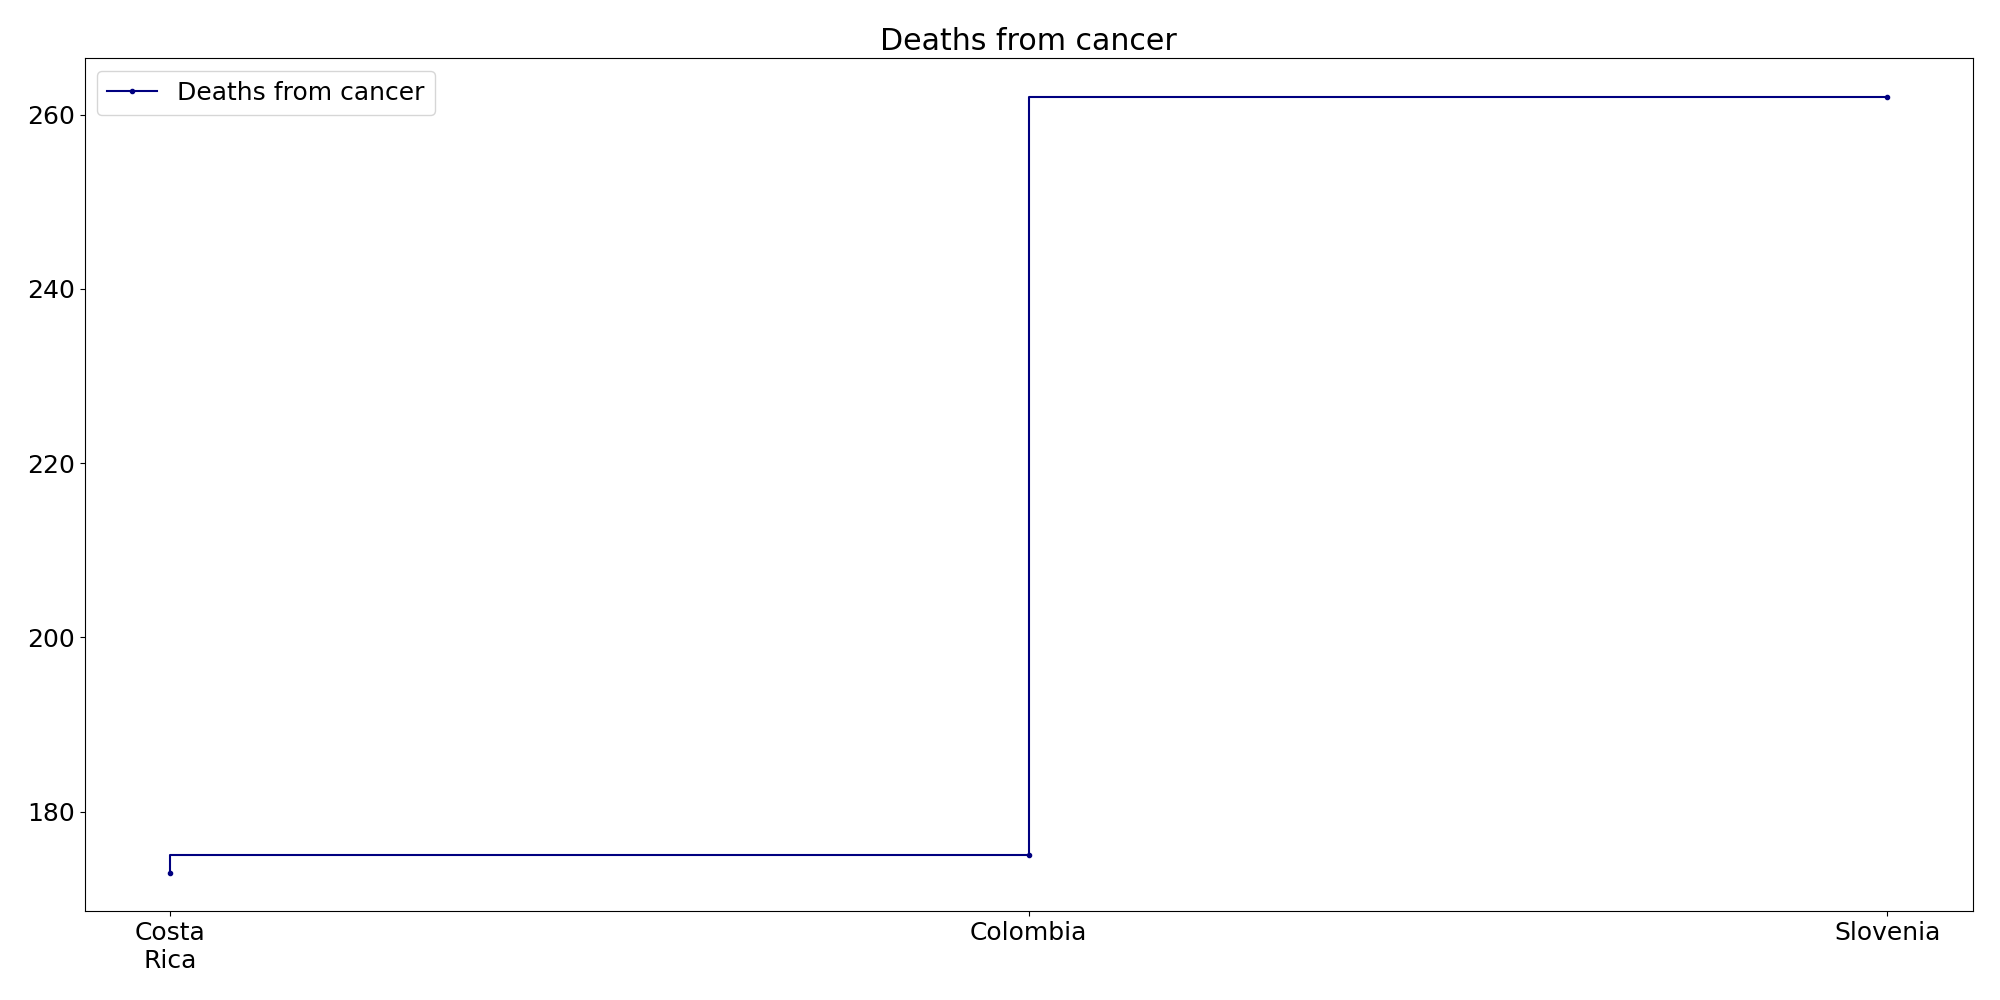 Deaths from cancer
Deaths from cancer
260
240
220
200
180
Costa
Rica
Colombia
Slovenia